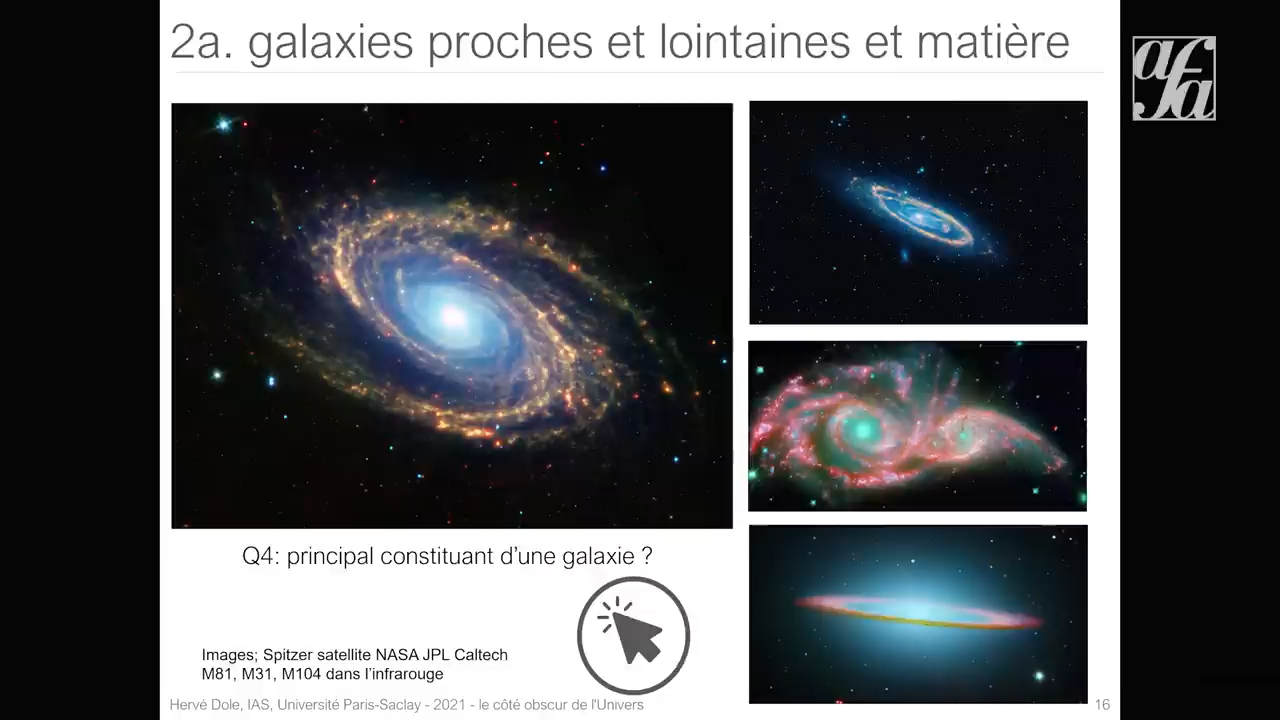 2a. galaxies proches et lointaines et matière
afa
Q4: principal constituant d'une galaxie ?
Images; Spitzer satellite NASA JPL Caltech
M81, M31, M104 dans l'infrarouge
Hervé Dole, IAS, Université Paris-Saclay - 2021 - le côté obscur de l'Univers
16